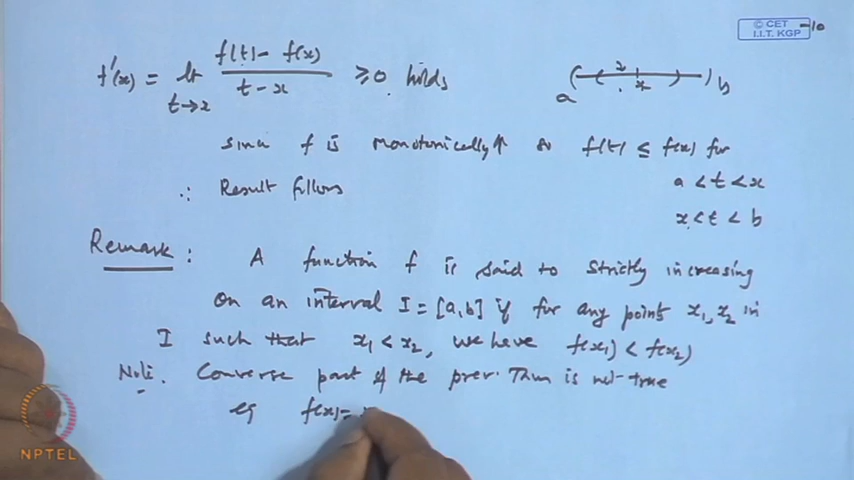 © CET
I.I.T. KGP
-10
f'(x) = lt t→x f(t) - f(x) / t - x ≥ 0 holds
a ( ( x ) ) b
Since f is monotonically ↑ so f(t) ≤ f(x) for
a < t < x
∴ Result follows
x < t < b
Remark : A function f is said to strictly increasing
on an interval I = [a,b] if for any points x₁, x₂ in
I such that x₁ < x₂, we have f(x₁) < f(x₂)
Note. Converse part of the prev. Thm is not true
eg f(x) =
NPTEL